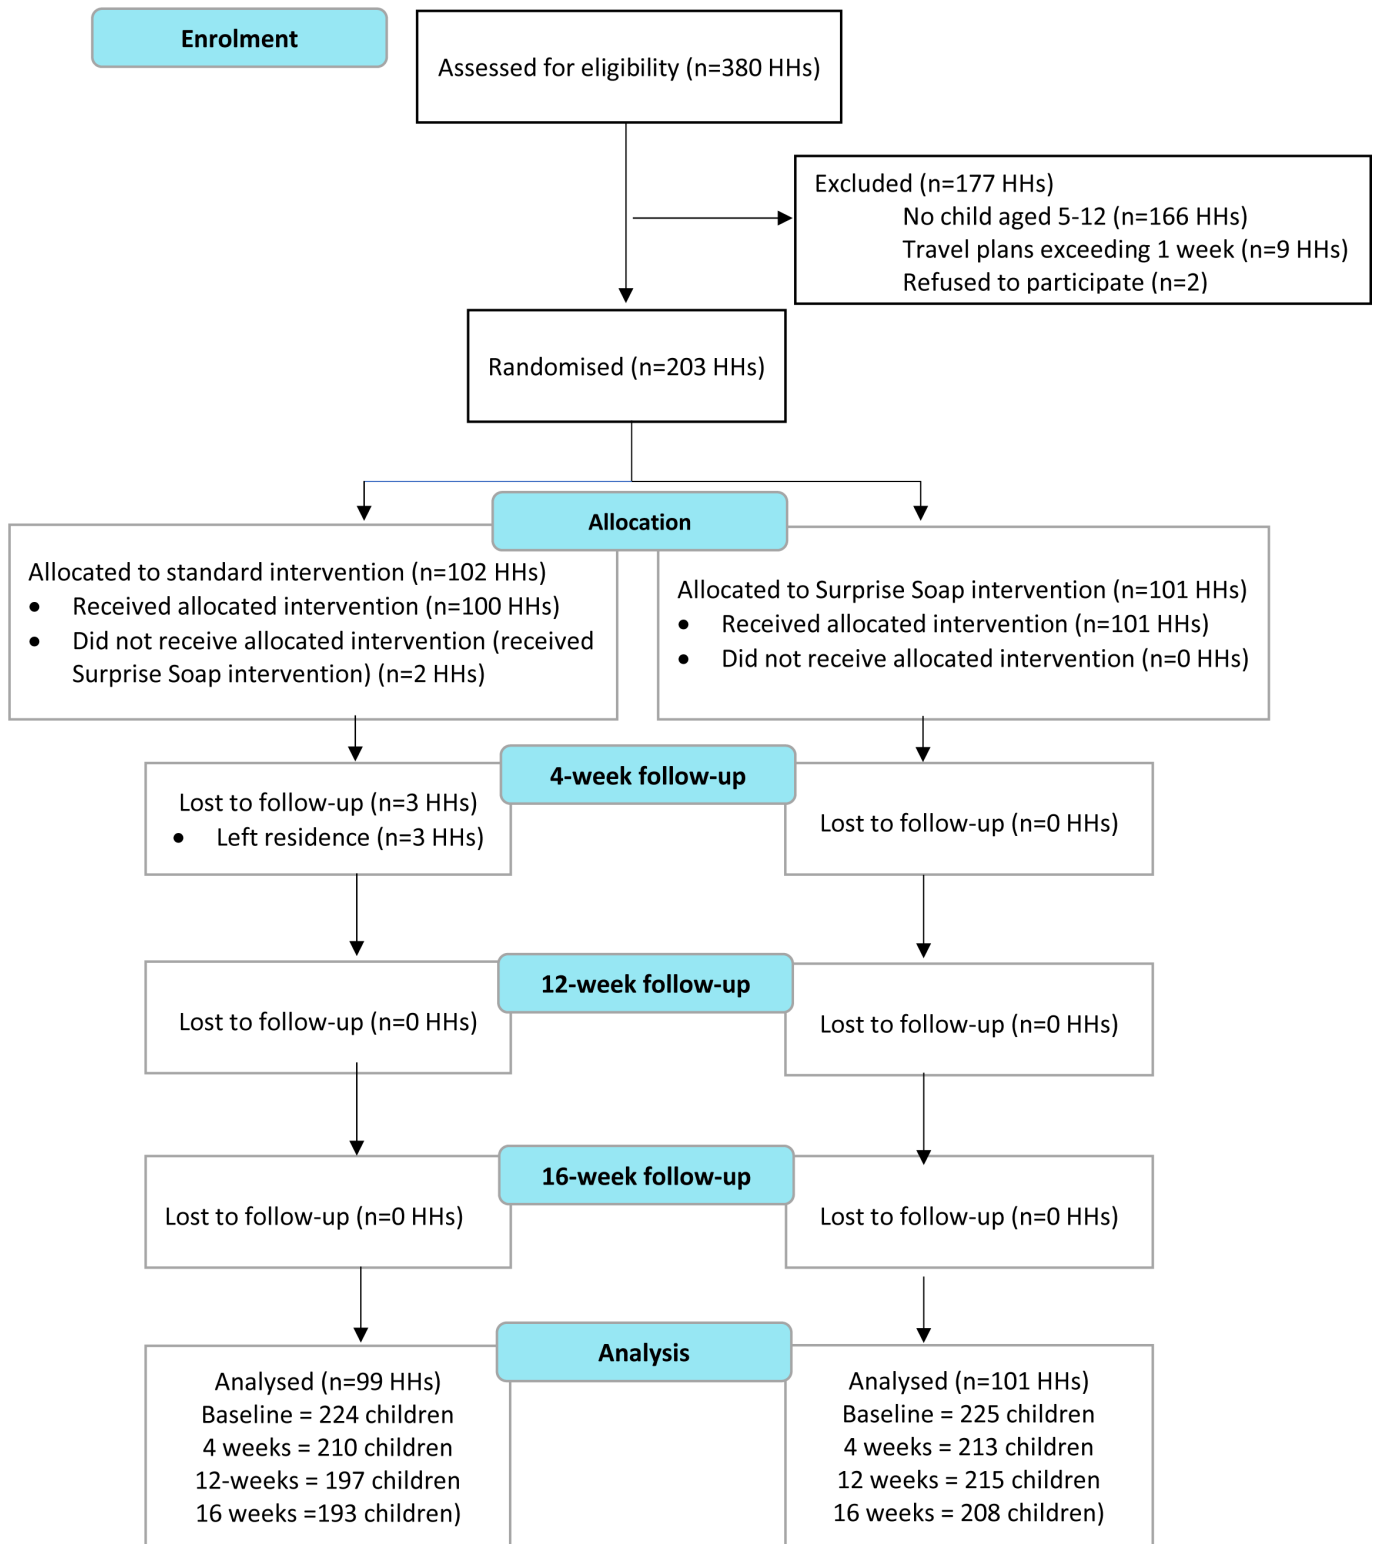 Enrolment
Assessed for eligibility (n=380 HHs)
Excluded (n=177 HHs)
No child aged 5-12 (n=166 HHs)
Travel plans exceeding 1 week (n=9 HHs)
Refused to participate (n=2)
Randomised (n=203 HHs)
Allocation
Allocated to standard intervention (n=102 HHs)
• Received allocated intervention (n=100 HHs)
• Did not receive allocated intervention (received
Surprise Soap intervention) (n=2 HHs)
Allocated to Surprise Soap intervention (n=101 HHs)
• Received allocated intervention (n=101 HHs)
• Did not receive allocated intervention (n=0 HHs)
4-week follow-up
Lost to follow-up (n=3 HHs)
• Left residence (n=3 HHs)
Lost to follow-up (n=0 HHs)
12-week follow-up
Lost to follow-up (n=0 HHs)
Lost to follow-up (n=0 HHs)
16-week follow-up
Lost to follow-up (n=0 HHs)
Lost to follow-up (n=0 HHs)
Analysis
Analysed (n=99 HHs)
Baseline = 224 children
4 weeks = 210 children
12-weeks = 197 children
16 weeks =193 children)
Analysed (n=101 HHs)
Baseline = 225 children
4 weeks = 213 children
12 weeks = 215 children
16 weeks = 208 children)